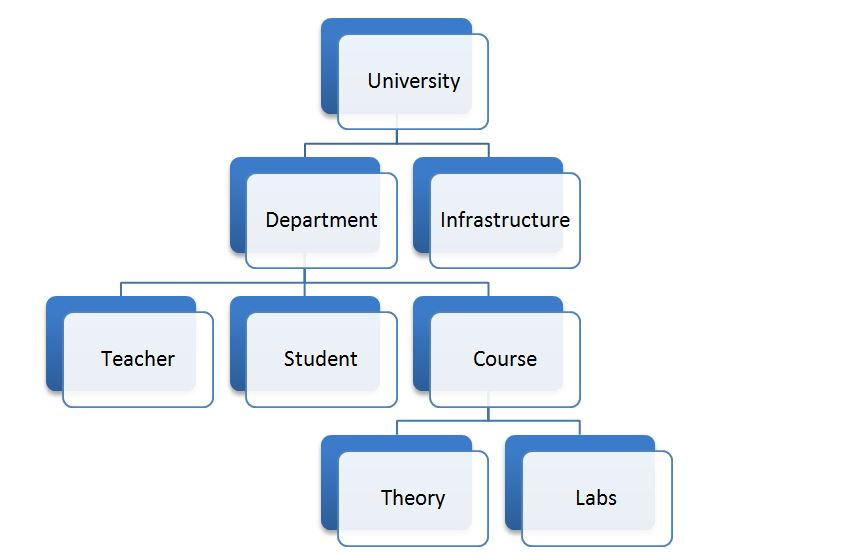 University
Department
Infrastructure
Teacher
Student
Course
Theory
Labs